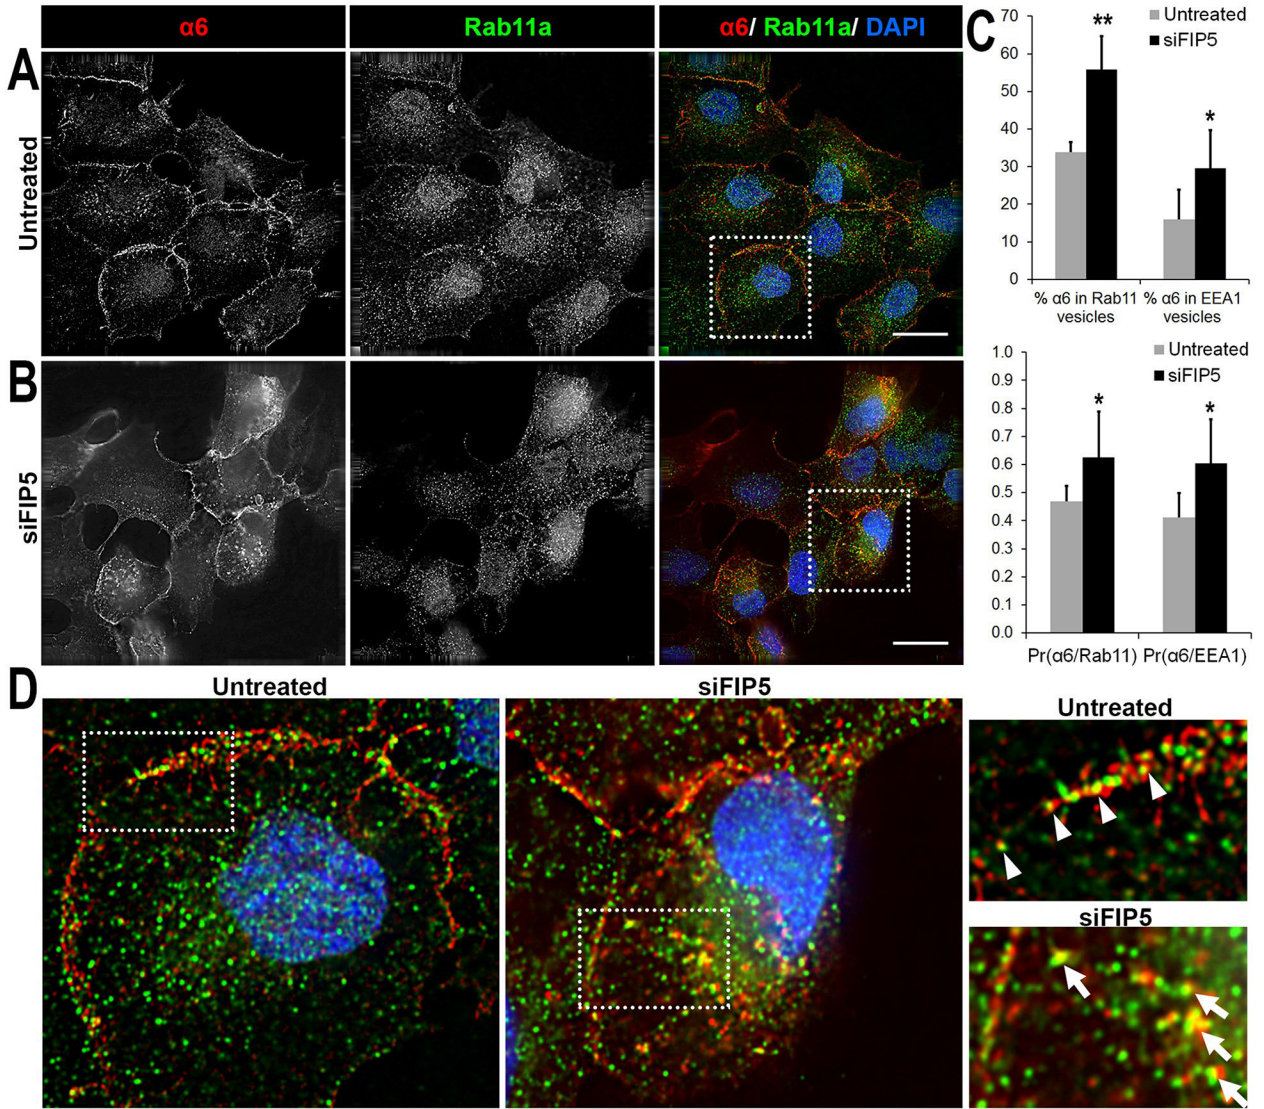 α6
Rab11a
α6/ Rab11a/ DAPI
A
Untreated
B
siFIP5
C
Untreated
siFIP5
70
60
50
40
30
20
10
0
**
*
% α6 in Rab11 vesicles
% α6 in EEA1 vesicles
Untreated
siFIP5
1.0
0.9
0.8
0.7
0.6
0.5
0.4
0.3
0.2
0.1
0.0
*
*
Pr(α6/Rab11) Pr(α6/EEA1)
D
Untreated
siFIP5
Untreated
siFIP5